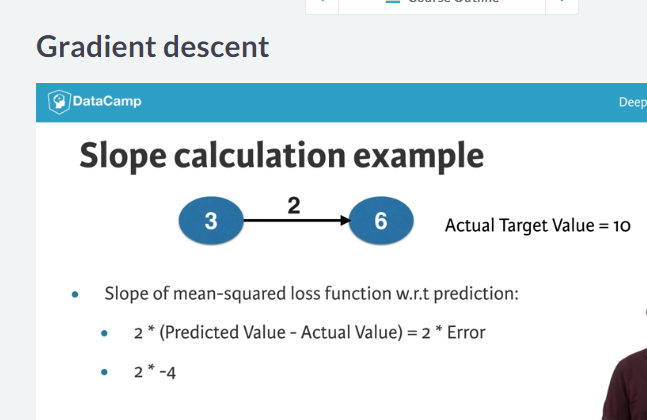 Gradient descent
DataCamp
Deep
Slope calculation example
3
2
6
Actual Target Value = 10
• Slope of mean-squared loss function w.r.t prediction:
• 2 * (Predicted Value - Actual Value) = 2 * Error
• 2 * -4